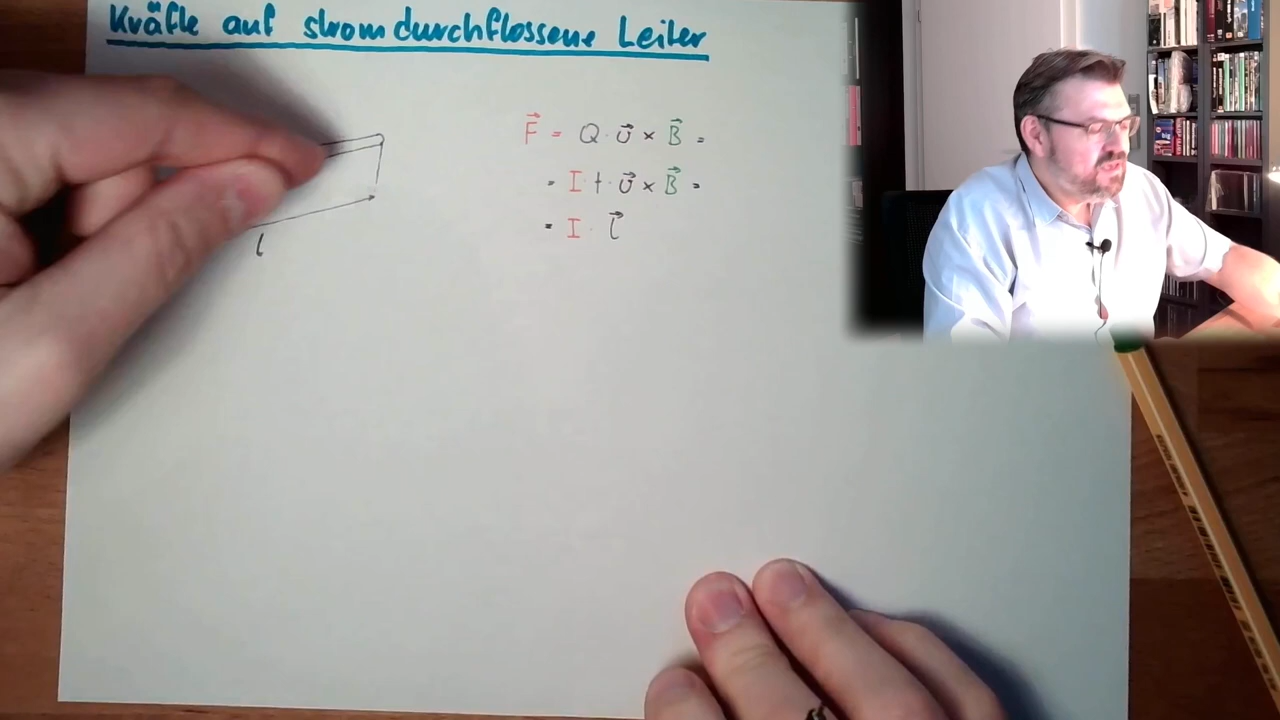 Kräfte auf stromdurchflossene Leiter
F⃗ = Q · v⃗ × B⃗ =
= I · t · v⃗ × B⃗ =
= I · l⃗
l